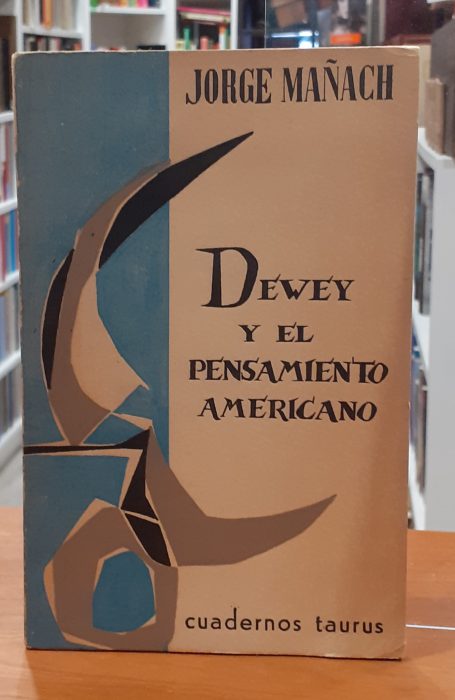 JORGE MAÑACH
DEWEY
Y EL
PENSAMIENTO
AMERICANO
cuadernos taurus